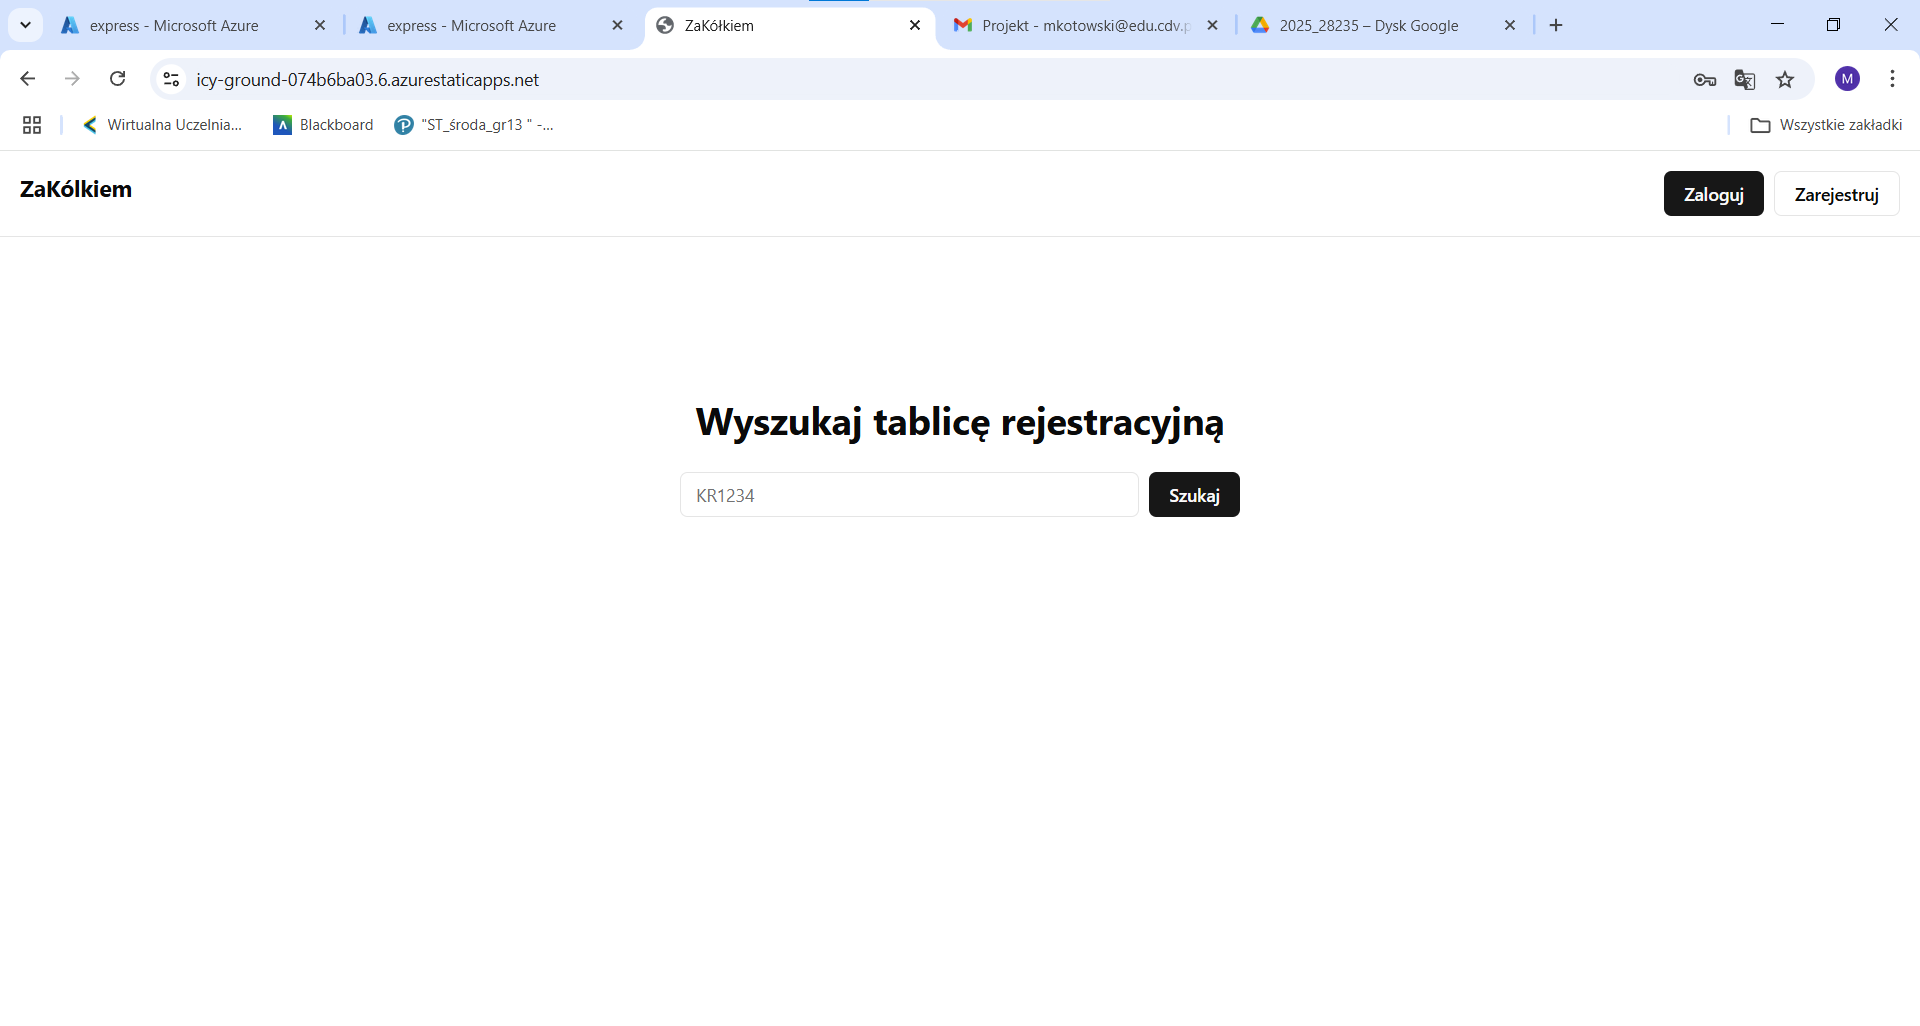 express - Microsoft Azure
express - Microsoft Azure
ZaKółkiem
Projekt - mkotowski@edu.cdv.p
2025_28235 – Dysk Google
icy-ground-074b6ba03.6.azurestaticapps.net
M
Wirtualna Uczelnia...
Blackboard
"ST_środa_gr13 " -...
Wszystkie zakładki
ZaKólkiem
Zaloguj
Zarejestruj
Wyszukaj tablicę rejestracyjną
KR1234
Szukaj